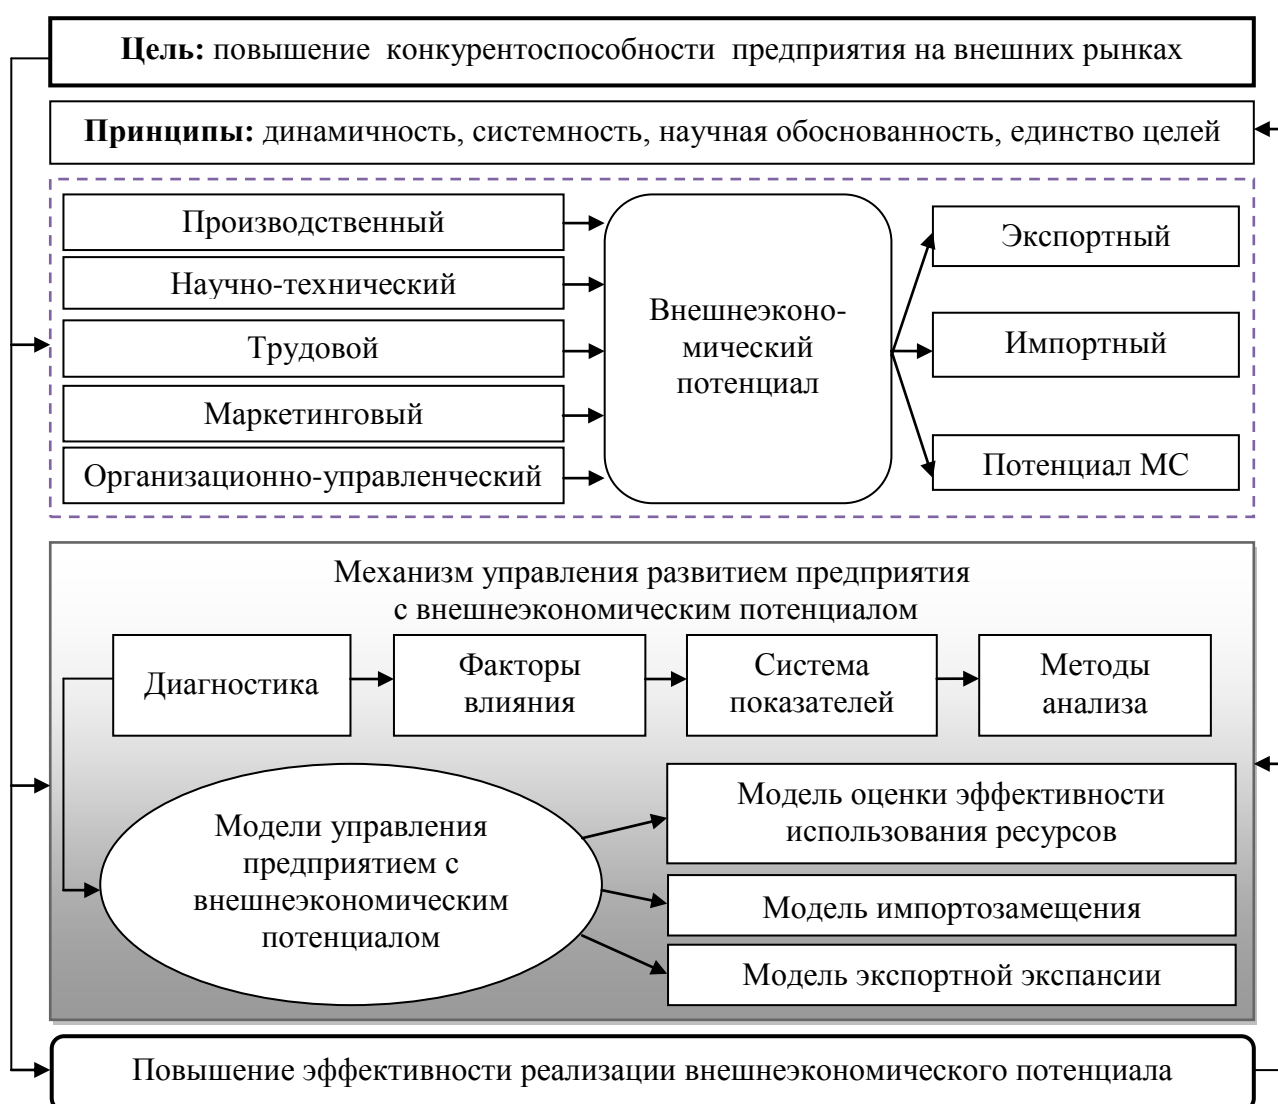 Цель: повышение конкурентоспособности предприятия на внешних рынках
Принципы: динамичность, системность, научная обоснованность, единство целей
Производственный
Научно-технический
Трудовой
Маркетинговый
Организационно-управленческий
Внешнеэконо-
мический
потенциал
Экспортный
Импортный
Потенциал МС
Механизм управления развитием предприятия
с внешнеэкономическим потенциалом
Диагностика
Факторы
влияния
Система
показателей
Методы
анализа
Модели управления
предприятием с
внешнеэкономическим
потенциалом
Модель оценки эффективности
использования ресурсов
Модель импортозамещения
Модель экспортной экспансии
Повышение эффективности реализации внешнеэкономического потенциала